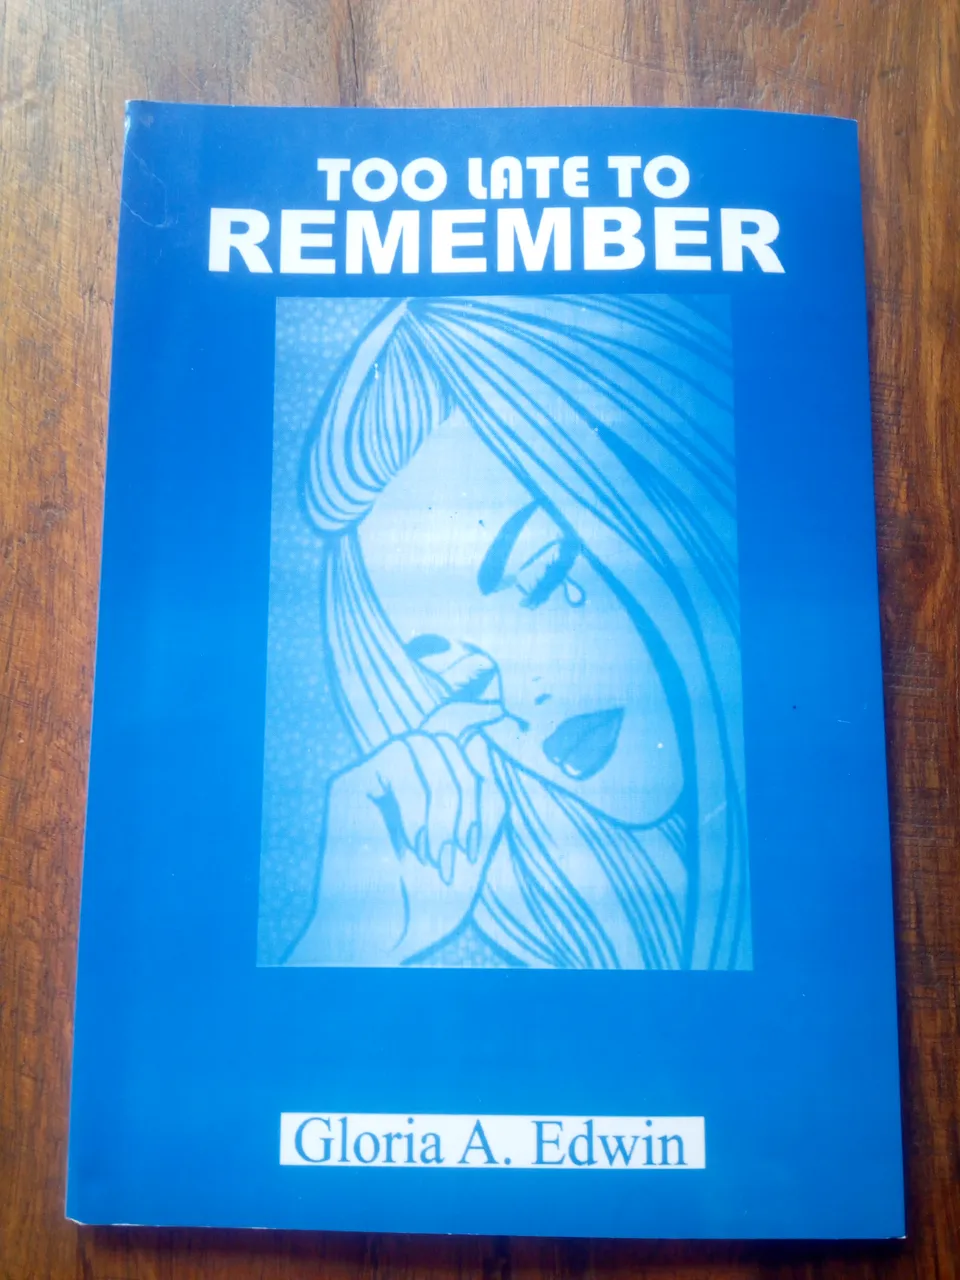 TOO LATE TO
REMEMBER
Gloria A. Edwin